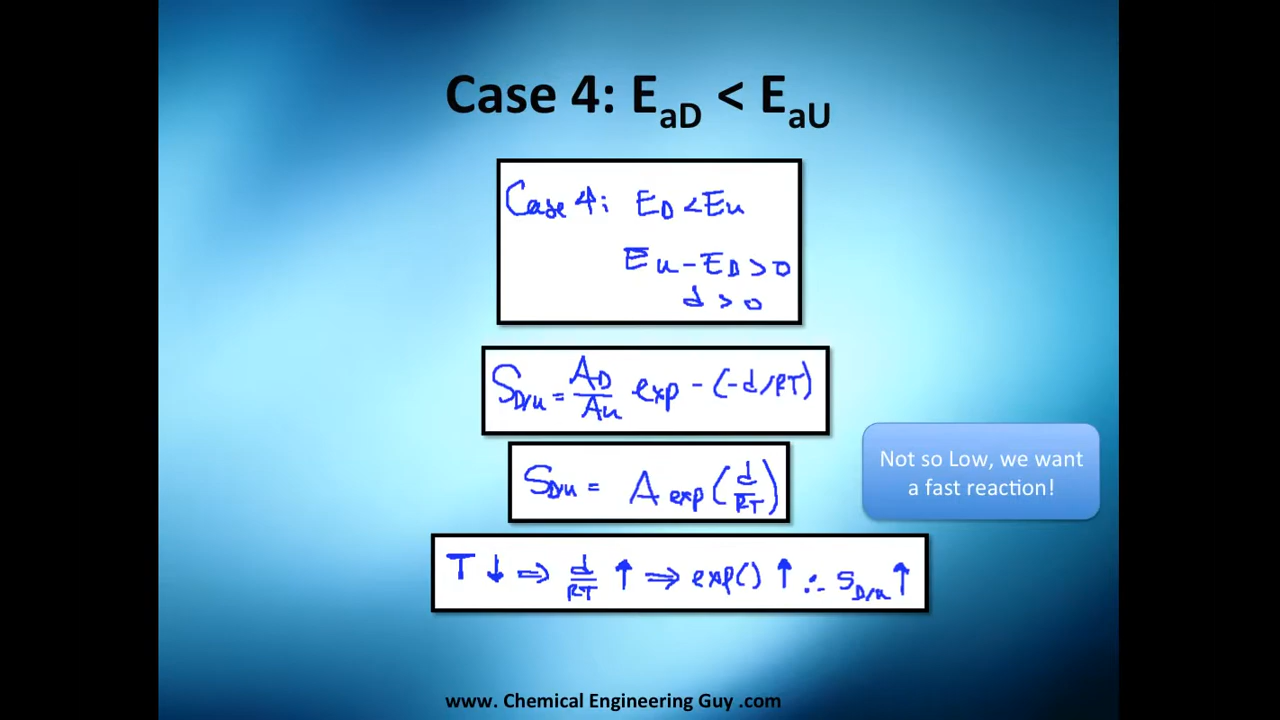 Case 4: EaD < EaU
Case 4: ED < Eu
Eu - ED > 0
d > 0
SD/u = AD/Au exp - (-d/RT)
SD/u = A exp (d/RT)
Not so Low, we want
a fast reaction!
T ↓ ⇒ d/RT ↑ ⇒ exp() ↑ ∴ SD/u ↑
www. Chemical Engineering Guy .com